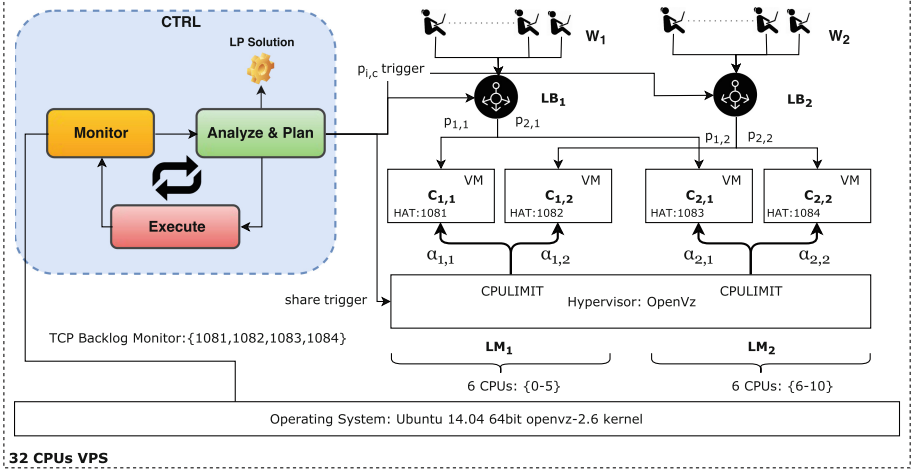 CTRL
LP Solution
Monitor
Analyze & Plan
Execute
W1
W2
pi,c trigger
LB1
LB2
p1,1
p2,1
p1,2
p2,2
VM
C1,1
HAT:1081
VM
C1,2
HAT:1082
VM
C2,1
HAT:1083
VM
C2,2
HAT:1084
α1,1
α1,2
α2,1
α2,2
share trigger
CPULIMIT
CPULIMIT
Hypervisor: OpenVz
TCP Backlog Monitor:{1081,1082,1083,1084}
LM1
LM2
6 CPUs: {0-5}
6 CPUs: {6-10}
Operating System: Ubuntu 14.04 64bit openvz-2.6 kernel
32 CPUs VPS